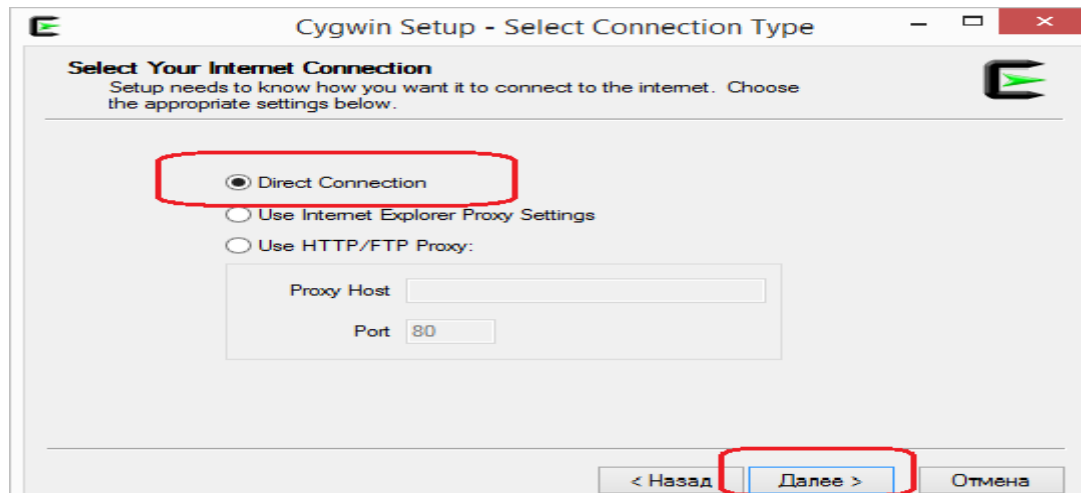 Cygwin Setup - Select Connection Type
Select Your Internet Connection
Setup needs to know how you want it to connect to the internet. Choose
the appropriate settings below.
Direct Connection
Use Internet Explorer Proxy Settings
Use HTTP/FTP Proxy:
Proxy Host
Port 80
< Назад Далее > Отмена